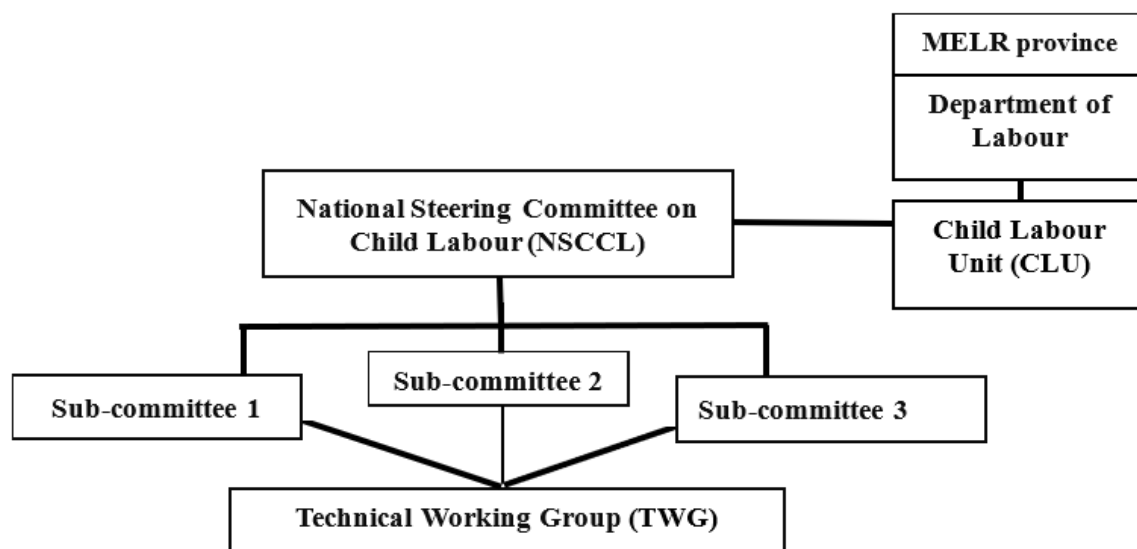 MELR province
Department of
Labour
National Steering Committee on
Child Labour (NSCCL)
Child Labour
Unit (CLU)
Sub-committee 1
Sub-committee 2
Sub-committee 3
Technical Working Group (TWG)